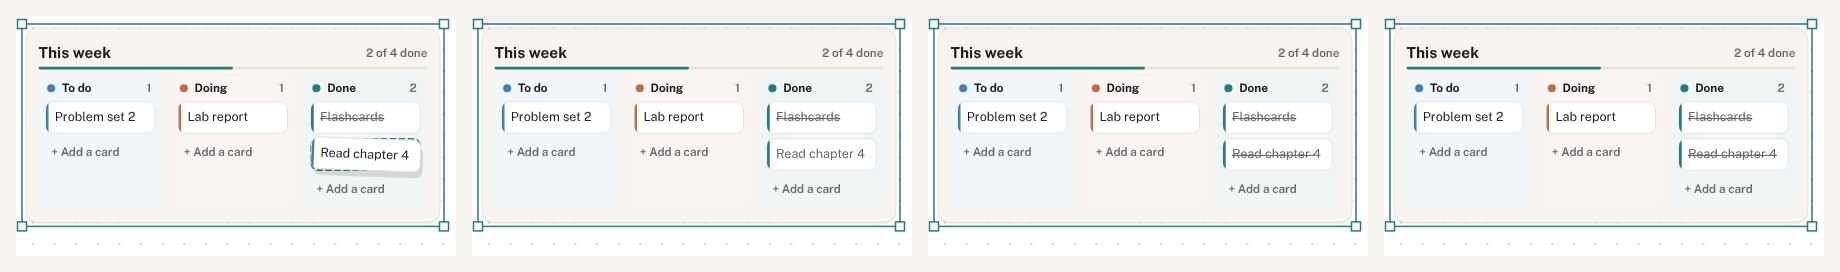 This week 2 of 4 done
To do 1 Doing 1 Done 2
Problem set 2 Lab report Flashcards
+ Add a card + Add a card Read chapter 4
+ Add a card
This week 2 of 4 done
To do 1 Doing 1 Done 2
Problem set 2 Lab report Flashcards
+ Add a card + Add a card Read chapter 4
+ Add a card
This week 2 of 4 done
To do 1 Doing 1 Done 2
Problem set 2 Lab report Flashcards
+ Add a card + Add a card Read chapter 4
+ Add a card
This week 2 of 4 done
To do 1 Doing 1 Done 2
Problem set 2 Lab report Flashcards
+ Add a card + Add a card Read chapter 4
+ Add a card